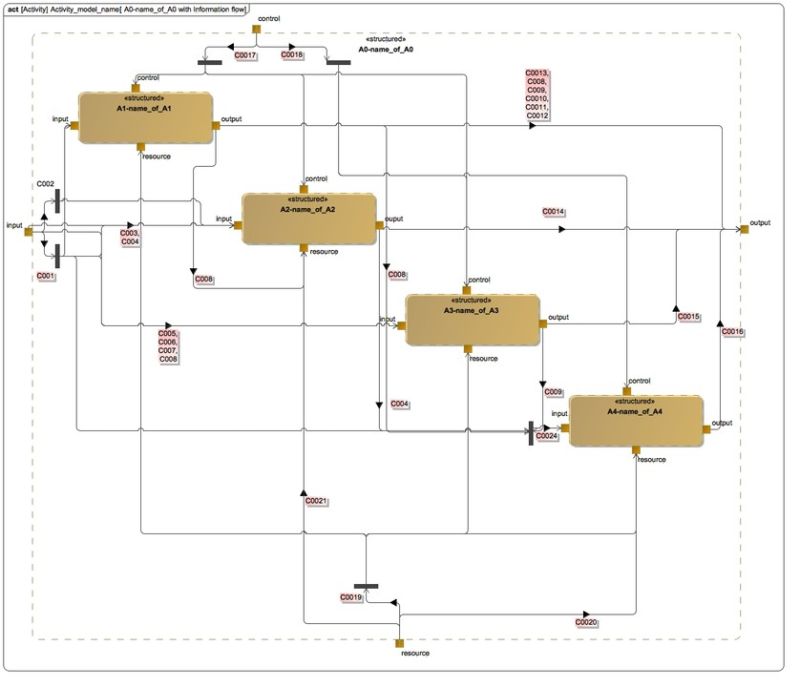 act [Activity] Activity_model_name[ A0-name_of_A0 with Information flow]
control
«structured»
A0-name_of_A0
C0017
C0018
control
«structured»
A1-name_of_A1
input
output
resource
C0013,
C008,
C009,
C0010,
C0011,
C0012
C002
control
«structured»
A2-name_of_A2
input
ouput
resource
input
C003,
C004
C001
C0014
output
C008
C008
control
«structured»
A3-name_of_A3
input
output
resource
C005,
C006,
C007,
C008
C0015
C0016
C009
control
«structured»
A4-name_of_A4
input
output
resource
C004
C0024
C0021
C0019
C0020
resource